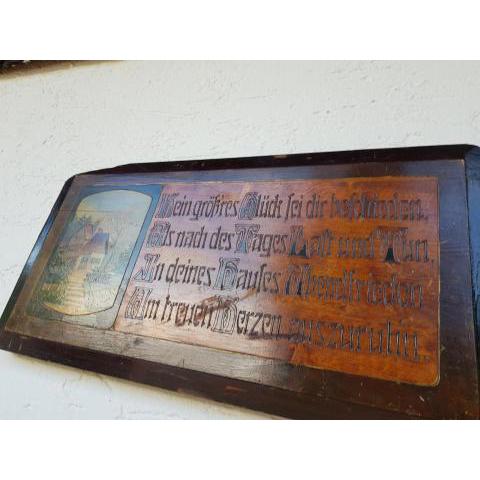 Kein größres Glück sei dir beschieden,
Als nach des Tages Last und Tun,
In deines Hauses Abendfrieden
Am treuen Herzen auszuruhn.